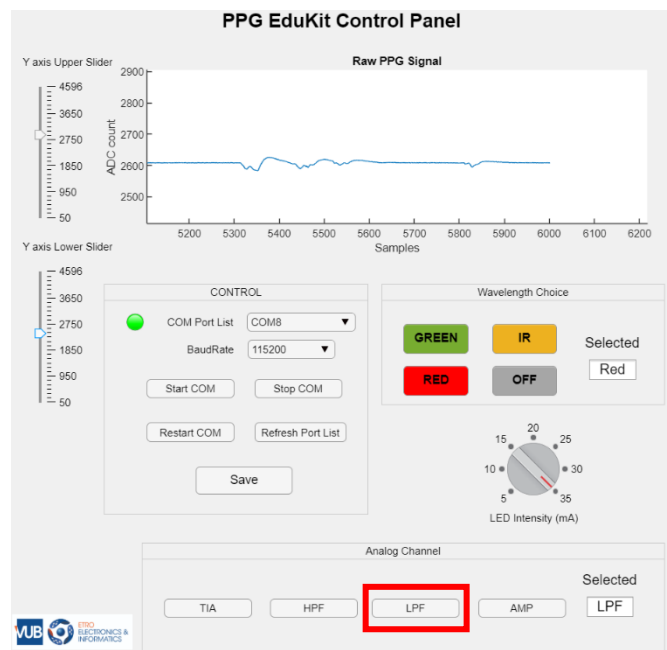 PPG EduKit Control Panel
Y axis Upper Slider
4596
3650
2750
1850
950
50
Raw PPG Signal
2900
2800
2700
2600
2500
ADC count
5200 5300 5400 5500 5600 5700 5800 5900 6000 6100 6200
Samples
Y axis Lower Slider
4596
3650
2750
1850
950
50
CONTROL
COM Port List COM8
BaudRate 115200
Start COM Stop COM
Restart COM Refresh Port List
Save
Wavelength Choice
GREEN IR
RED OFF
Selected
Red
5 10 15 20 25 30 35
LED Intensity (mA)
Analog Channel
TIA HPF LPF AMP
Selected
LPF
VUB
ETRO
ELECTRONICS &
INFORMATICS